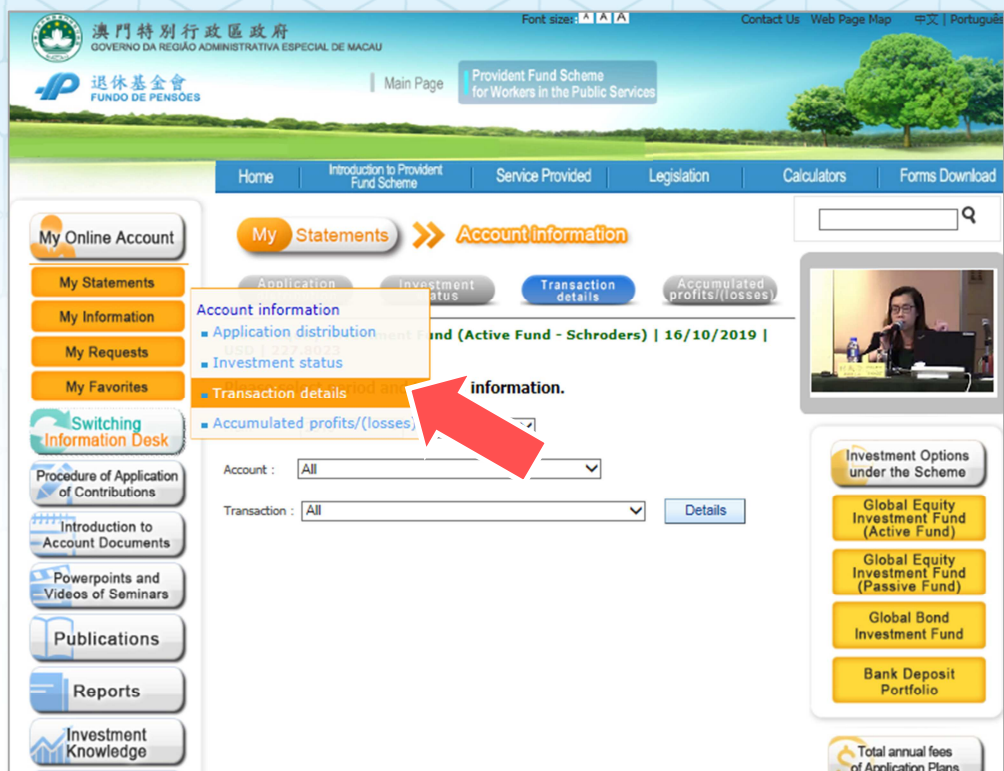 澳門特別行政區政府
GOVERNO DA REGIÃO ADMINISTRATIVA ESPECIAL DE MACAU
Font size: A A A
Contact Us Web Page Map 中文 | Português
退休基金會
FUNDO DE PENSÕES
Main Page
Provident Fund Scheme
for Workers in the Public Services
Home
Introduction to Provident
Fund Scheme
Service Provided
Legislation
Calculators
Forms Download
My Online Account
My Statements
My Information
My Requests
My Favorites
Switching
Information Desk
Procedure of Application
of Contributions
Introduction to
Account Documents
Powerpoints and
Videos of Seminars
Publications
Reports
Investment
Knowledge
My Statements
Account Information
Application
Investment
status
Transaction
details
Accumulated
profits/(losses)
Account information
Application distribution
Investment status
Transaction details
Accumulated profits/(losses)
Fund (Active Fund - Schroders) | 16/10/2019 |
USD | 227.8023
information.
Account :
All
Transaction :
All
Details
Investment Options
under the Scheme
Global Equity
Investment Fund
(Active Fund)
Global Equity
Investment Fund
(Passive Fund)
Global Bond
Investment Fund
Bank Deposit
Portfolio
Total annual fees
of Application Plans